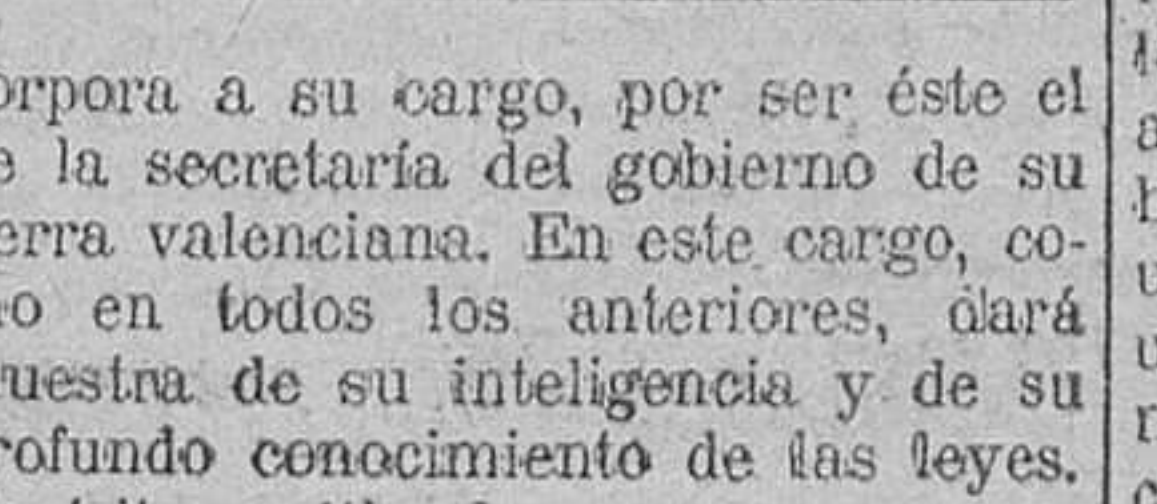 orpora a su cargo, por ser éste el
e la secretaría del gobierno de su
erra valenciana. En este cargo, co-
o en todos los anteriores, dará
uestra de su inteligencia y de su
rofundo conocimiento de las leyes.